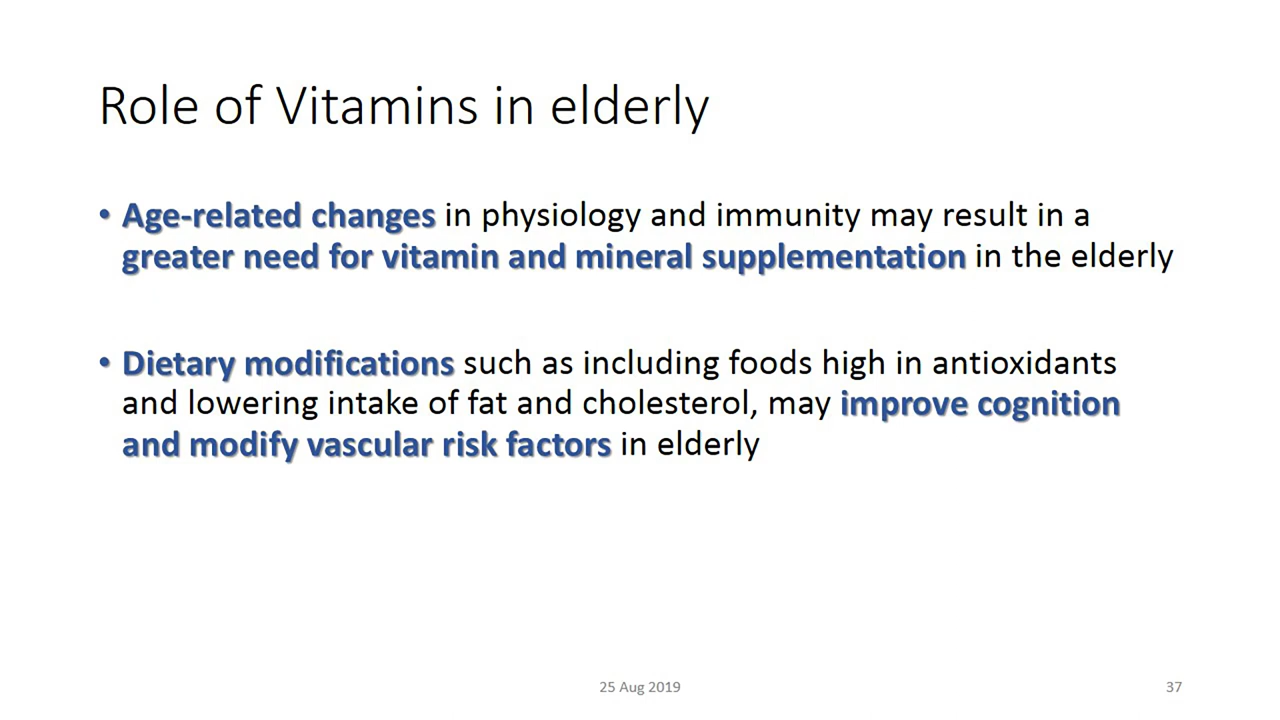 Role of Vitamins in elderly
• Age-related changes in physiology and immunity may result in a
greater need for vitamin and mineral supplementation in the elderly
• Dietary modifications such as including foods high in antioxidants
and lowering intake of fat and cholesterol, may improve cognition
and modify vascular risk factors in elderly
25 Aug 2019
37